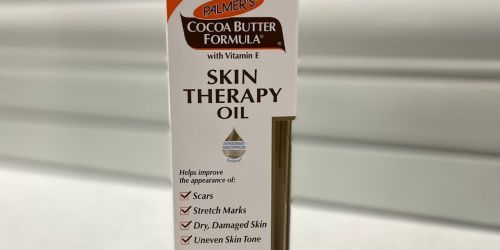 PALMER'S
COCOA BUTTER
FORMULA®
with Vitamin E
SKIN
THERAPY
OIL
Helps improve
the appearance of:
Scars
Stretch Marks
Dry, Damaged Skin
Uneven Skin Tone